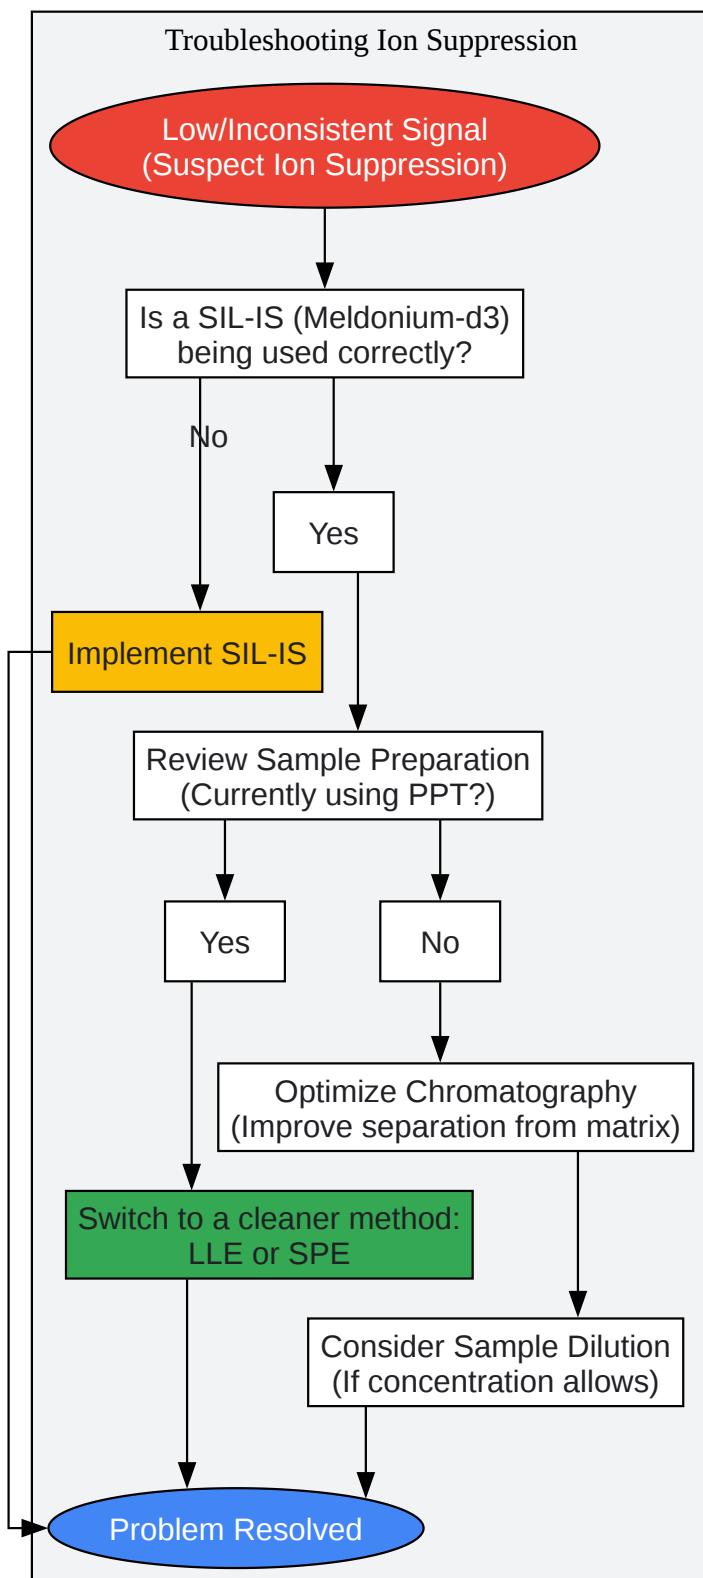 Troubleshooting Ion Suppression
Low/Inconsistent Signal
(Suspect Ion Suppression)
Is a SIL-IS (Meldonium-d3)
being used correctly?
No
Yes
Implement SIL-IS
Review Sample Preparation
(Currently using PPT?)
Yes
No
Optimize Chromatography
(Improve separation from matrix)
Switch to a cleaner method:
LLE or SPE
Consider Sample Dilution
(If concentration allows)
Problem Resolved